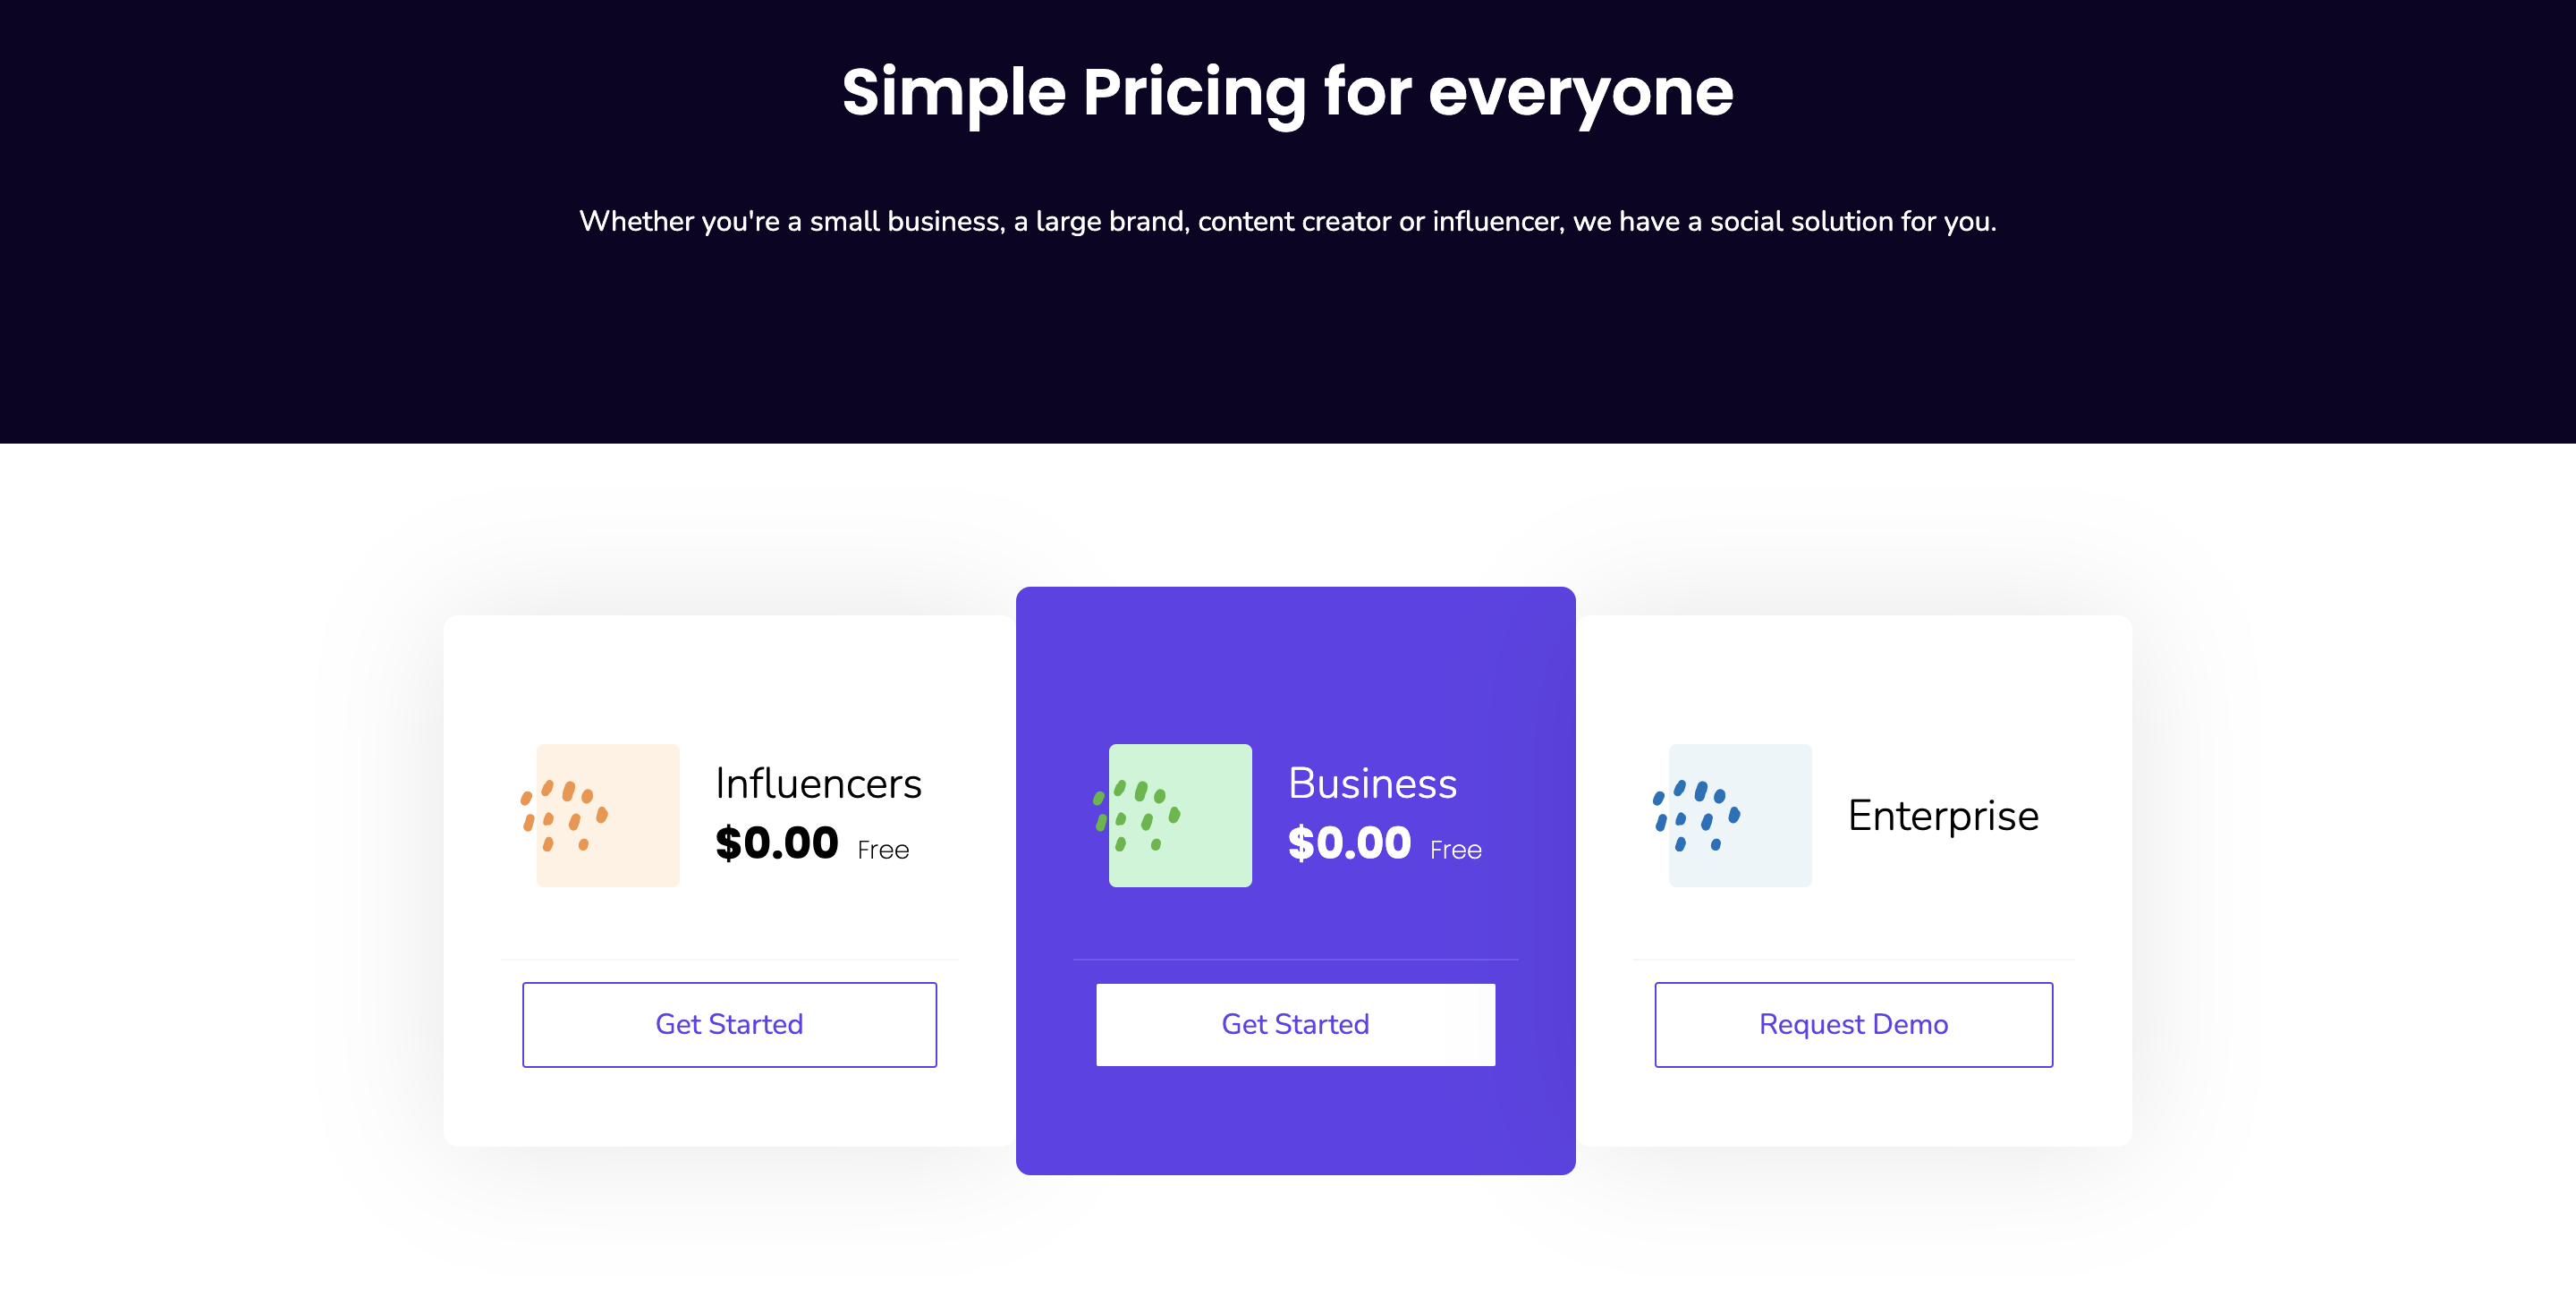 Simple Pricing for everyone
Whether you're a small business, a large brand, content creator or influencer, we have a social solution for you.
Influencers
$0.00 Free
Get Started
Business
$0.00 Free
Get Started
Enterprise
Request Demo